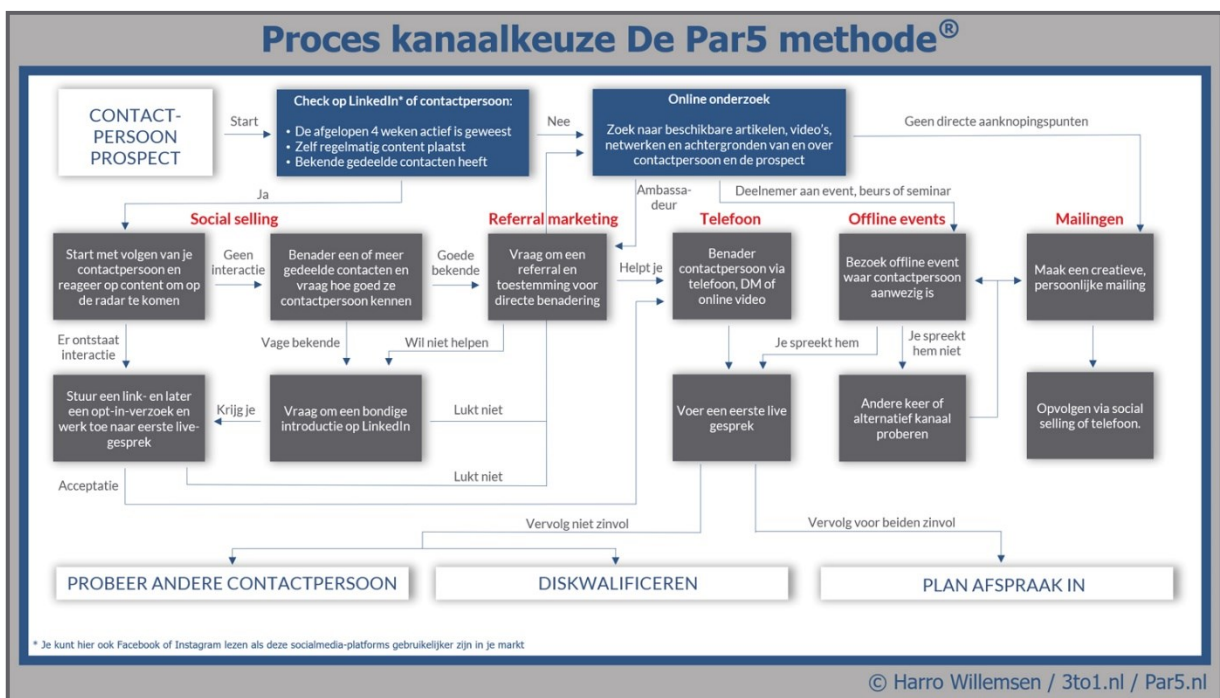 Proces kanaalkeuze De Par5 methode®
CONTACT-
PERSOON
PROSPECT
Start
Check op LinkedIn* of contactpersoon:
• De afgelopen 4 weken actief is geweest
• Zelf regelmatig content plaatst
• Bekende gedeelde contacten heeft
Nee
Online onderzoek
Zoek naar beschikbare artikelen, video's,
netwerken en achtergronden van en over
contactpersoon en de prospect
Geen directe aanknopingspunten
Ja
Ambassa-
deur
Deelnemer aan event, beurs of seminar
Social selling
Referral marketing
Telefoon
Offline events
Mailingen
Start met volgen van je
contactpersoon en
reageer op content om op
de radar te komen
Geen
interactie
Benader een of meer
gedeelde contacten en
vraag hoe goed ze
contactpersoon kennen
Goede
bekende
Vraag om een
referral en
toestemming voor
directe benadering
Helpt je
Benader
contactpersoon via
telefoon, DM of
online video
Bezoek offline event
waar contactpersoon
aanwezig is
Maak een creatieve,
persoonlijke mailing
Er ontstaat
interactie
Vage bekende
Wil niet helpen
Je spreekt hem
Je spreekt
hem niet
Stuur een link- en later
een opt-in-verzoek en
werk toe naar eerste live-
gesprek
Krijg je
Vraag om een bondige
introductie op LinkedIn
Lukt niet
Voer een eerste live
gesprek
Andere keer of
alternatief kanaal
proberen
Opvolgen via social
selling of telefoon.
Acceptatie
Lukt niet
Vervolg niet zinvol
Vervolg voor beiden zinvol
PROBEER ANDERE CONTACTPERSOON
DISKWALIFICEREN
PLAN AFSPRAAK IN
* Je kunt hier ook Facebook of Instagram lezen als deze socialmedia-platforms gebruikelijker zijn in je markt
© Harro Willemsen / 3to1.nl / Par5.nl